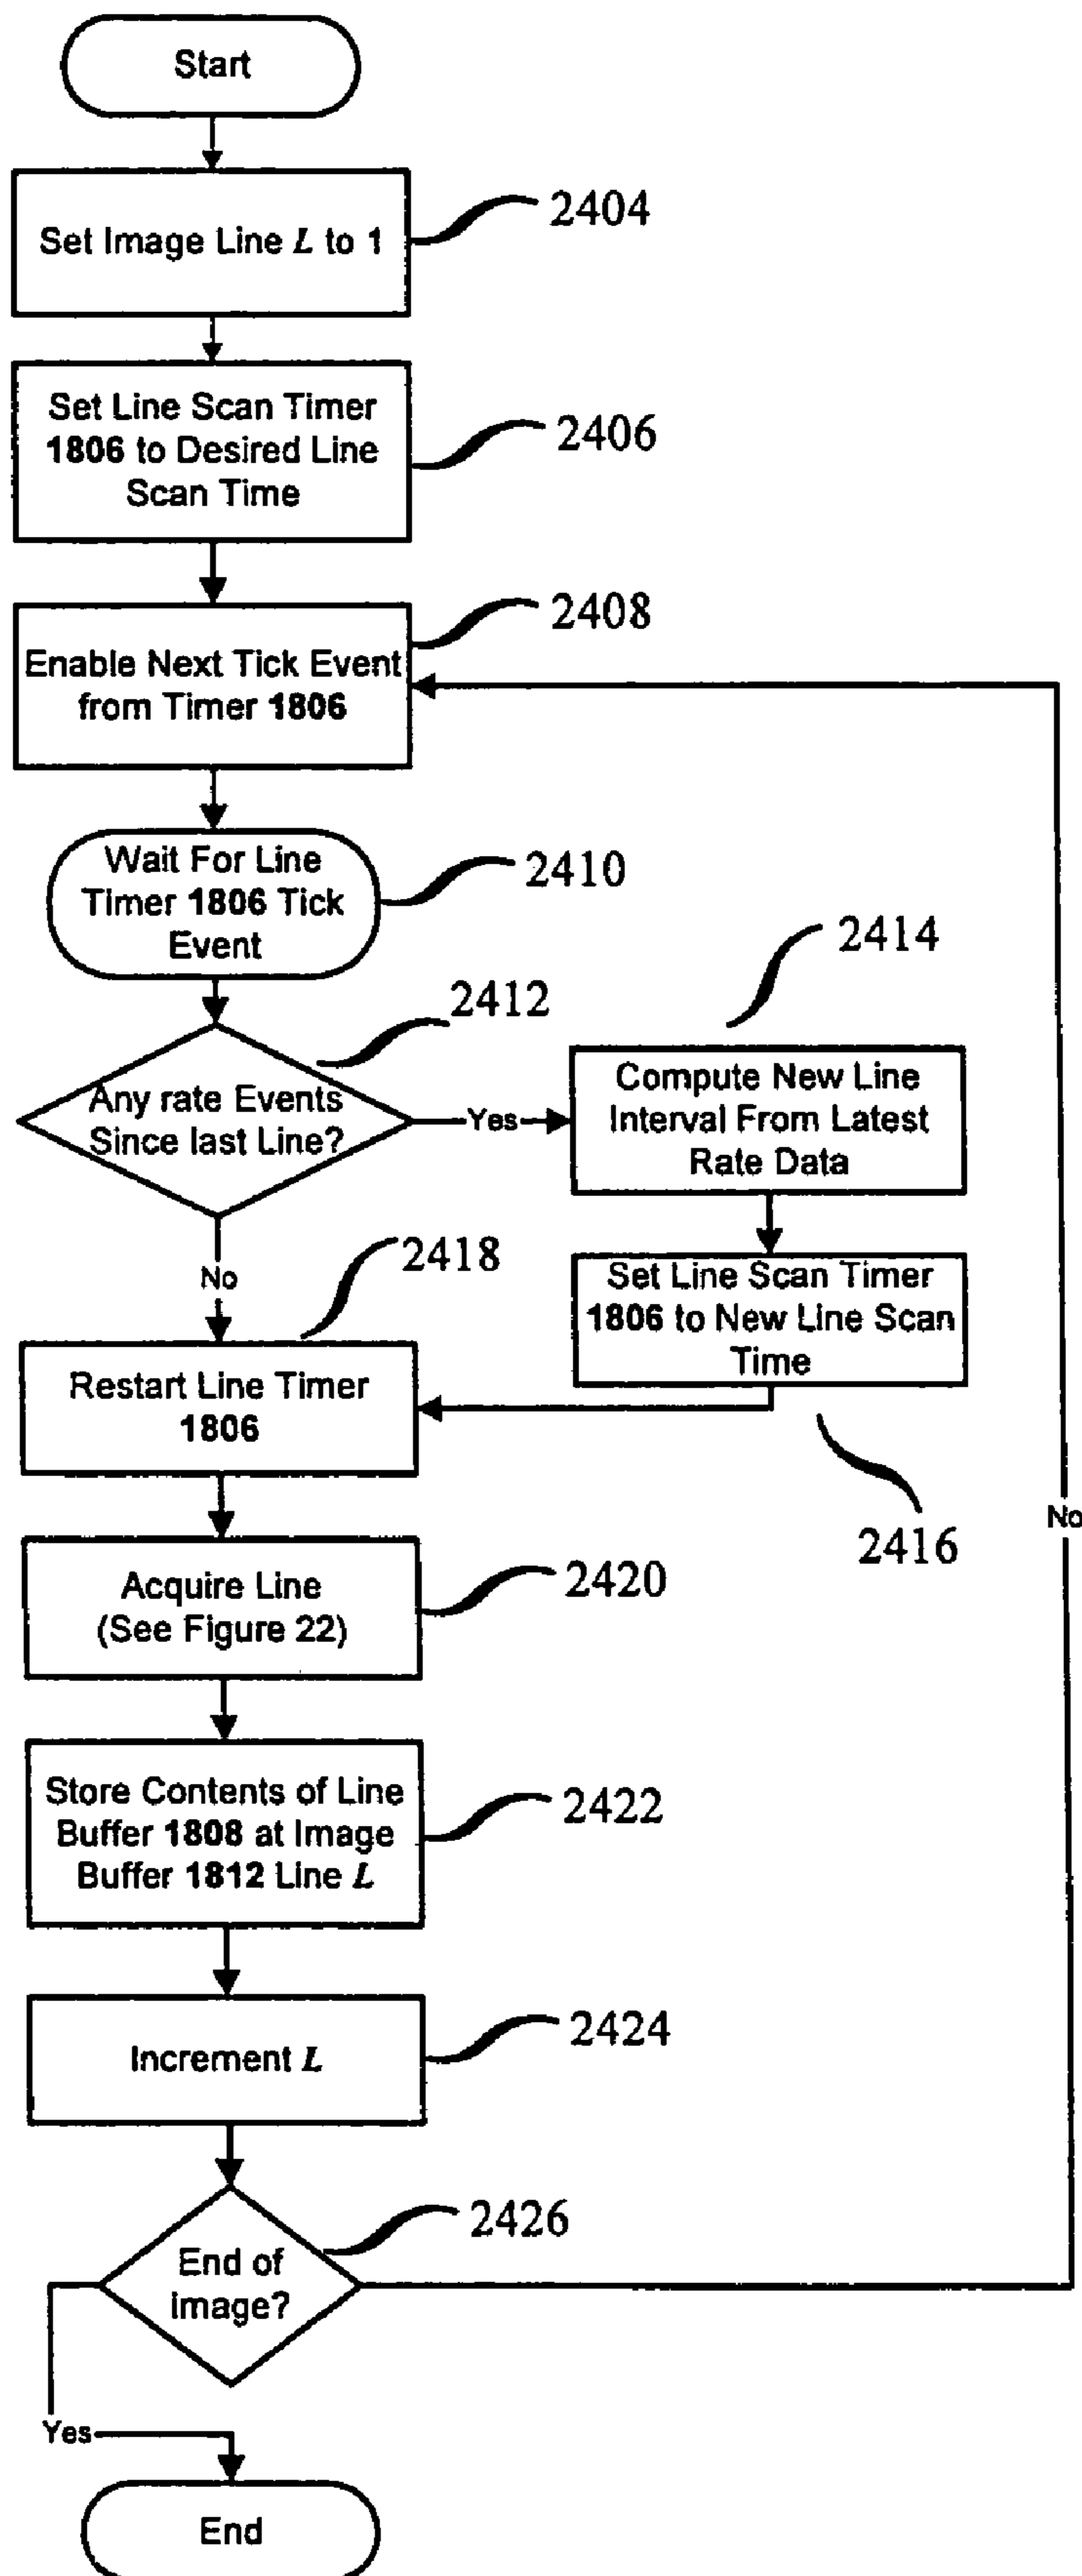 Start
Set Image Line L to 1
2404
Set Line Scan Timer
1806 to Desired Line
Scan Time
2406
Enable Next Tick Event
from Timer 1806
2408
Wait For Line
Timer 1806 Tick
Event
2410
Any rate Events
Since last Line?
2412
Yes
Compute New Line
Interval From Latest
Rate Data
2414
Set Line Scan Timer
1806 to New Line Scan
Time
2416
No
Restart Line Timer
1806
2418
Acquire Line
(See Figure 22)
2420
Store Contents of Line
Buffer 1808 at Image
Buffer 1812 Line L
2422
Increment L
2424
End of
image?
2426
No
Yes
End